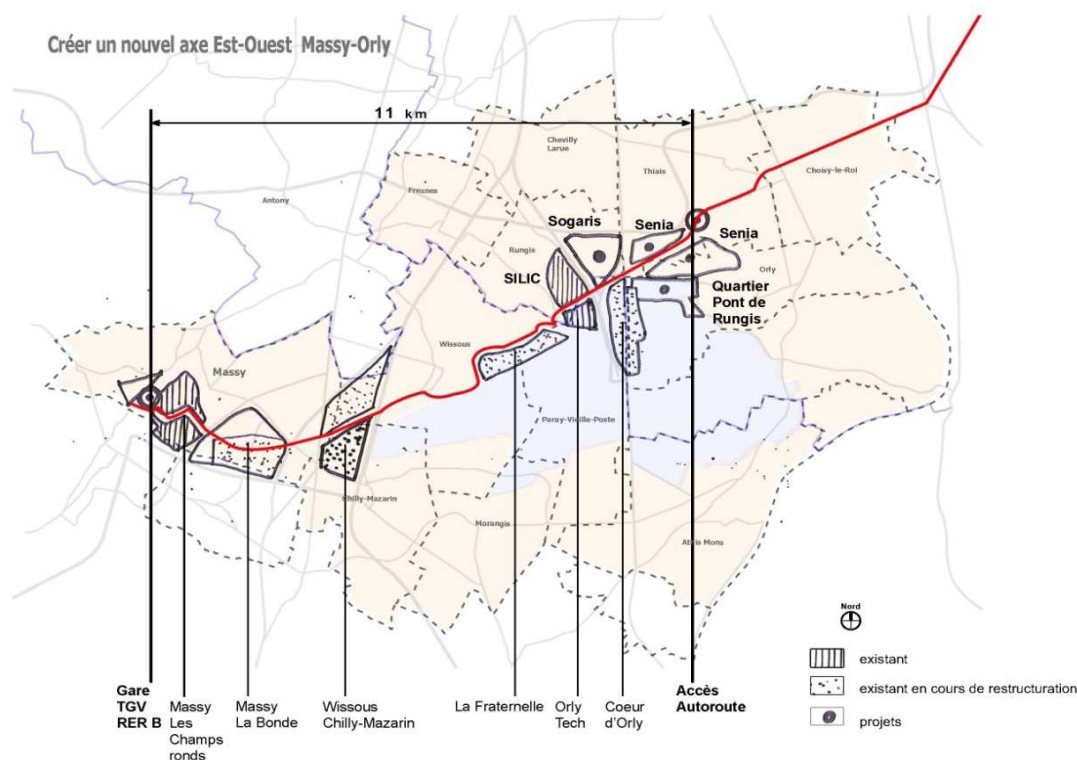 Créer un nouvel axe Est-Ouest Massy-Orly
11 km
Chevilly
Larue
Thiais
Choisy-le-Roi
Fresnes
Antony
Sogaris
Senia
Senia
Rungis
Orly
SILIC
Quartier
Pont de
Rungis
Wissous
Massy
Paray-Vieille-Poste
Chilly-Mazarin
Morangis
Athis Mons
Nord
existant
existant en cours de restructuration
projets
Gare
TGV
RER B
Massy
Les
Champs
ronds
Massy
La Bonde
Wissous
Chilly-Mazarin
La Fraternelle
Orly
Tech
Coeur
d'Orly
Accès
Autoroute